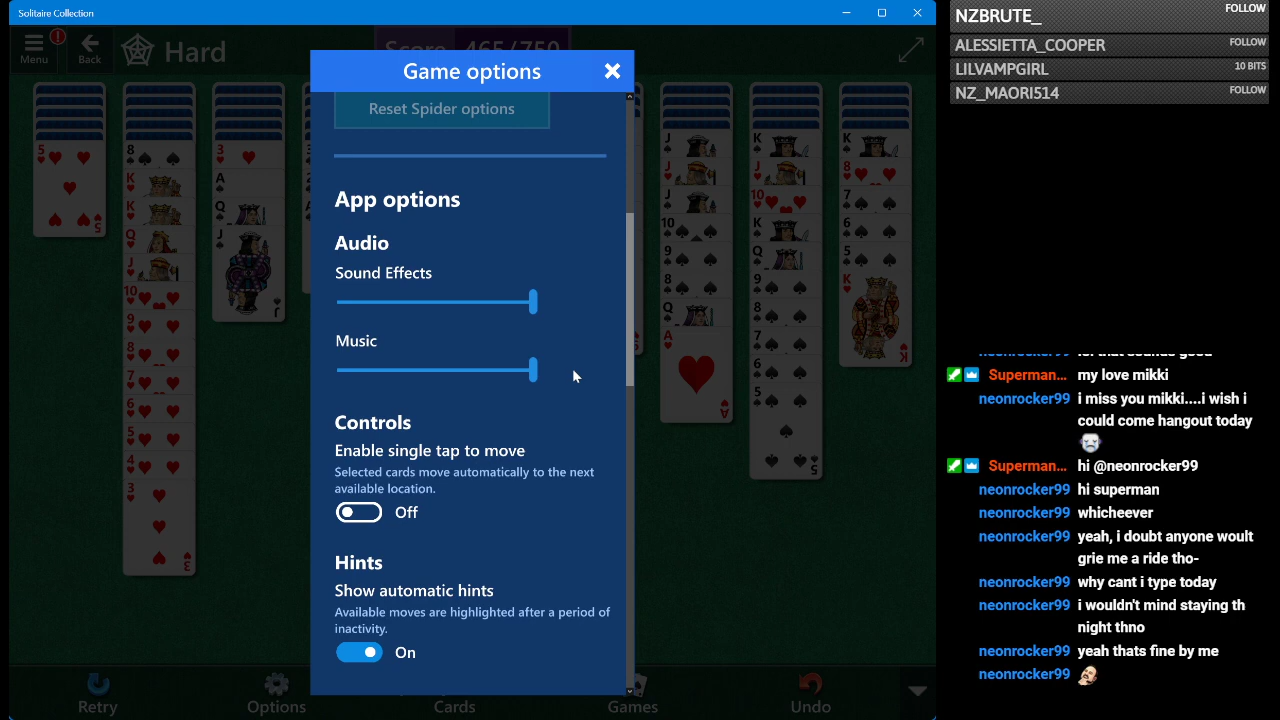 Solitaire Collection
Menu
Back
Hard
Score 465/750
Game options
Reset Spider options
App options
Audio
Sound Effects
Music
Controls
Enable single tap to move
Selected cards move automatically to the next
available location.
Off
Hints
Show automatic hints
Available moves are highlighted after a period of
inactivity.
On
Retry
Options
Cards
Games
Undo
NZBRUTE_ FOLLOW
ALESSIETTA_COOPER FOLLOW
LILVAMPGIRL 10 BITS
NZ_MAORI514 FOLLOW
Superman... my love mikki
neonrocker99 i miss you mikki....i wish i
could come hangout today
Superman... hi @neonrocker99
neonrocker99 hi superman
neonrocker99 whicheever
neonrocker99 yeah, i doubt anyone woult
grie me a ride tho-
neonrocker99 why cant i type today
neonrocker99 i wouldn't mind staying th
night thno
neonrocker99 yeah thats fine by me
neonrocker99